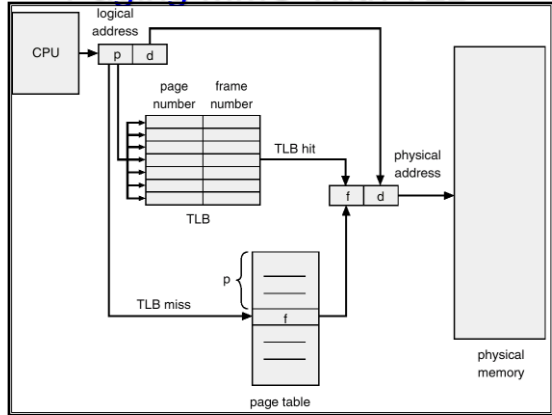 logical
address
CPU
p d
page
number
frame
number
TLB hit
physical
address
f d
TLB
p
TLB miss
f
page table
physical
memory